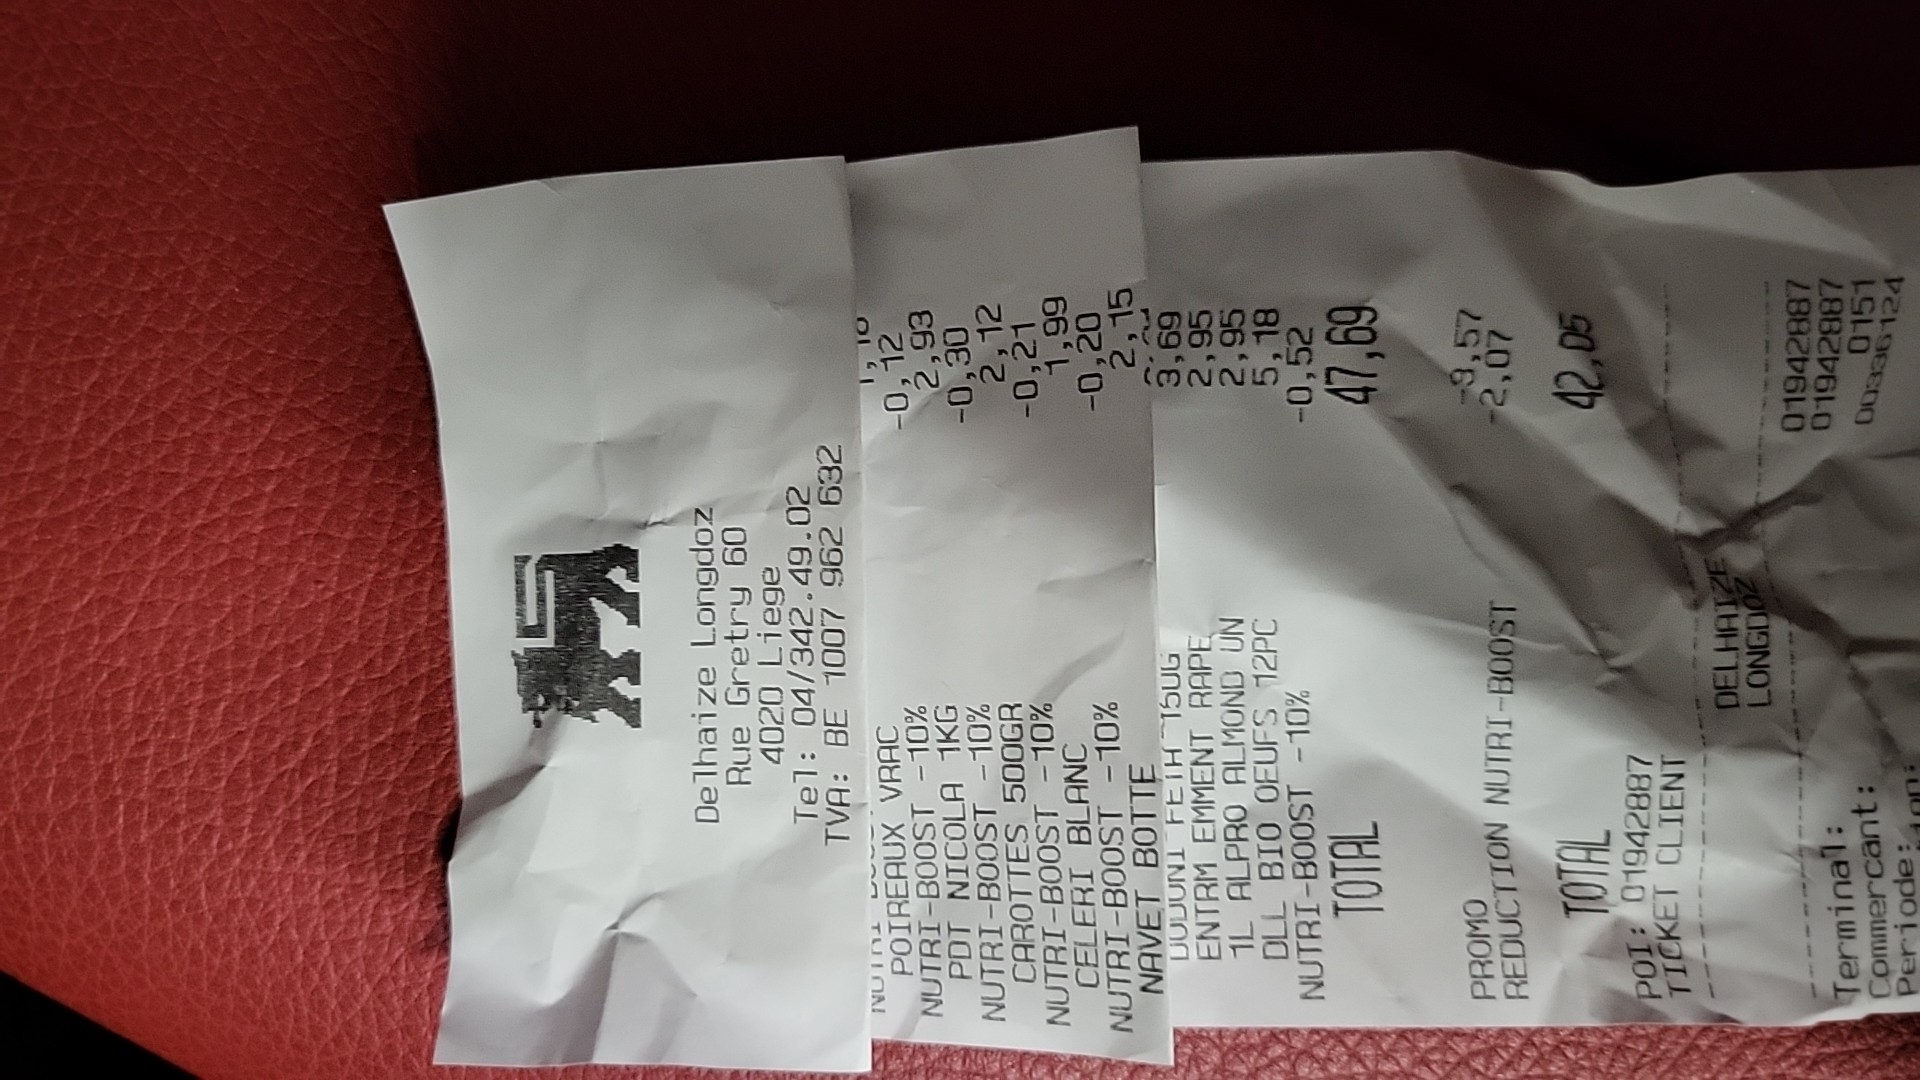 Delhaize Longdoz
Rue Gretry 60
4020 Liege
Tel: 04/342.49.02
TVA: BE 1007 962 632
-0,12
POIREAUX VRAC 2,93
NUTRI-BOOST -10% -0,30
PDT NICOLA 1KG 2,12
NUTRI-BOOST -10% -0,21
CAROTTES 500GR 1,99
NUTRI-BOOST -10% -0,20
CELERI BLANC 2,15
NUTRI-BOOST -10%
NAVET BOTTE
3,69
ENTRM EMMENT RAPE 2,95
1L ALPRO ALMOND UN 2,95
DLL BIO OEUFS 12PC 5,18
NUTRI-BOOST -10% -0,52
TOTAL 47,69
PROMO -3,57
REDUCTION NUTRI-BOOST -2,07
TOTAL 42,05
POI: 01942887
TICKET CLIENT
DELHAIZE
LONGDOZ
Terminal: 01942887
Commercant: 01942887
Periode: 0151
0036124